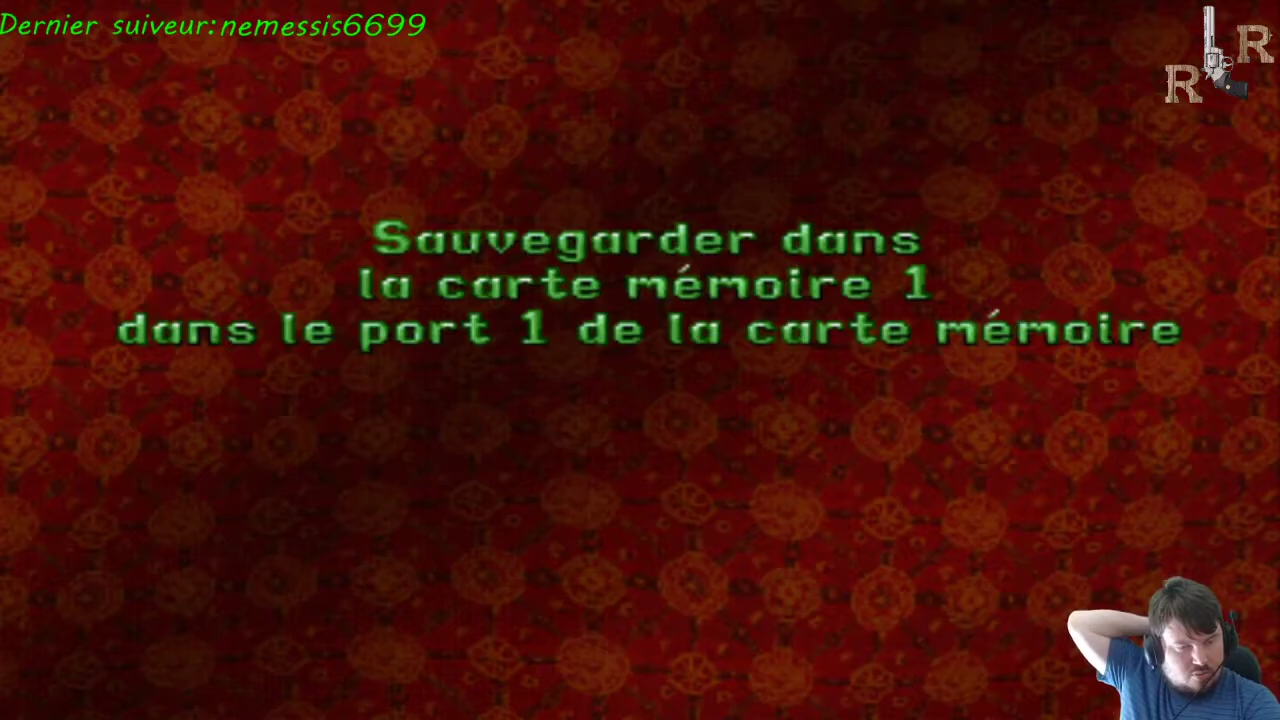 Dernier suiveur:nemessis6699
R R
Sauvegarder dans
la carte mémoire 1
dans le port 1 de la carte mémoire